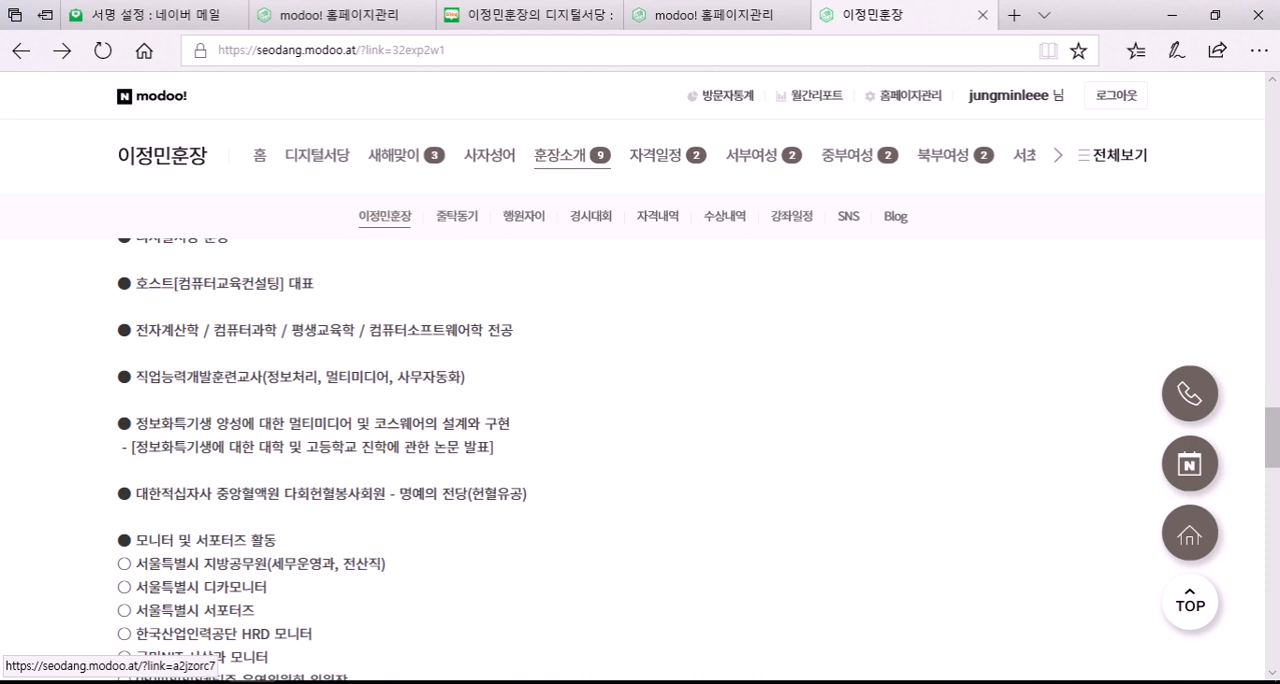 서명 설정 : 네이버 메일
modoo! 홈페이지관리
이정민훈장의 디지털서당 :
modoo! 홈페이지관리
이정민훈장
https://seodang.modoo.at/?link=32exp2w1
N modoo!
방문자통계
월간리포트
홈페이지관리
jungminleee 님
로그아웃
이정민훈장
홈
디지털서당
새해맞이 3
사자성어
훈장소개 9
자격일정 2
서부여성 2
중부여성 2
북부여성 2
서초
전체보기
이정민훈장
줄탁동기
행원자이
경시대회
자격내역
수상내역
강좌일정
SNS
Blog
● 디지털서당 운영
● 호스트[컴퓨터교육컨설팅] 대표
● 전자계산학 / 컴퓨터과학 / 평생교육학 / 컴퓨터소프트웨어학 전공
● 직업능력개발훈련교사(정보처리, 멀티미디어, 사무자동화)
● 정보화특기생 양성에 대한 멀티미디어 및 코스웨어의 설계와 구현
- [정보화특기생에 대한 대학 및 고등학교 진학에 관한 논문 발표]
● 대한적십자사 중앙혈액원 다회헌혈봉사회원 - 명예의 전당(헌혈유공)
● 모니터 및 서포터즈 활동
○ 서울특별시 지방공무원(세무운영과, 전산직)
○ 서울특별시 디카모니터
○ 서울특별시 서포터즈
○ 한국산업인력공단 HRD 모니터
모니터
N
TOP
https://seodang.modoo.at/?link=a2jzorc7